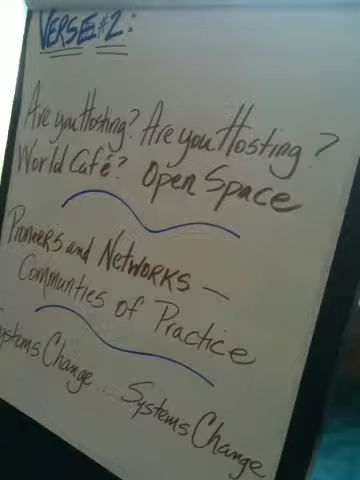 VERSE #2:
Are you Hosting? Are you Hosting?
World Café? Open Space
Pioneers and Networks —
Communties of Practice
Systems Change... Systems Change